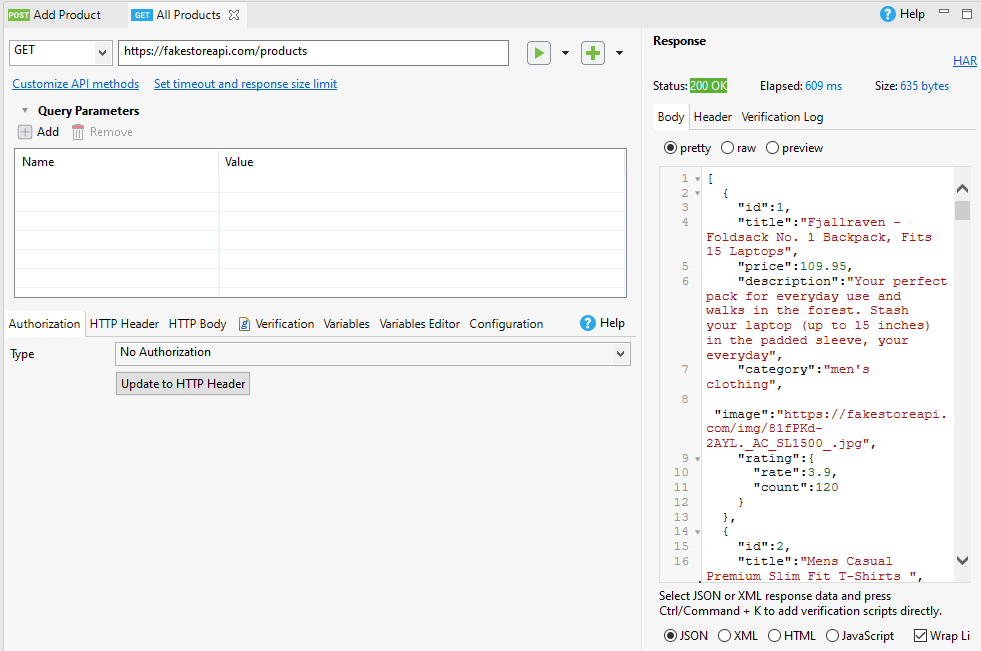 POST Add Product GET All Products
Help
GET https://fakestoreapi.com/products
Customize API methods Set timeout and response size limit
Query Parameters
Add Remove
Name Value
Authorization HTTP Header HTTP Body Verification Variables Variables Editor Configuration Help
Type No Authorization
Update to HTTP Header
Response
HAR
Status: 200 OK Elapsed: 609 ms Size: 635 bytes
Body Header Verification Log
pretty raw preview
1 [
2 {
3 "id":1,
4 "title":"Fjallraven -
Foldsack No. 1 Backpack, Fits
15 Laptops",
5 "price":109.95,
6 "description":"Your perfect
pack for everyday use and
walks in the forest. Stash
your laptop (up to 15 inches)
in the padded sleeve, your
everyday",
7 "category":"men's
clothing",
8
"image":"https://fakestoreapi.
com/img/81fPKd-
2AYL._AC_SL1500_.jpg",
9 "rating":{
10 "rate":3.9,
11 "count":120
12 }
13 },
14 {
15 "id":2,
16 "title":"Mens Casual
Premium Slim Fit T-Shirts ",
Select JSON or XML response data and press
Ctrl/Command + K to add verification scripts directly.
JSON XML HTML JavaScript Wrap Li